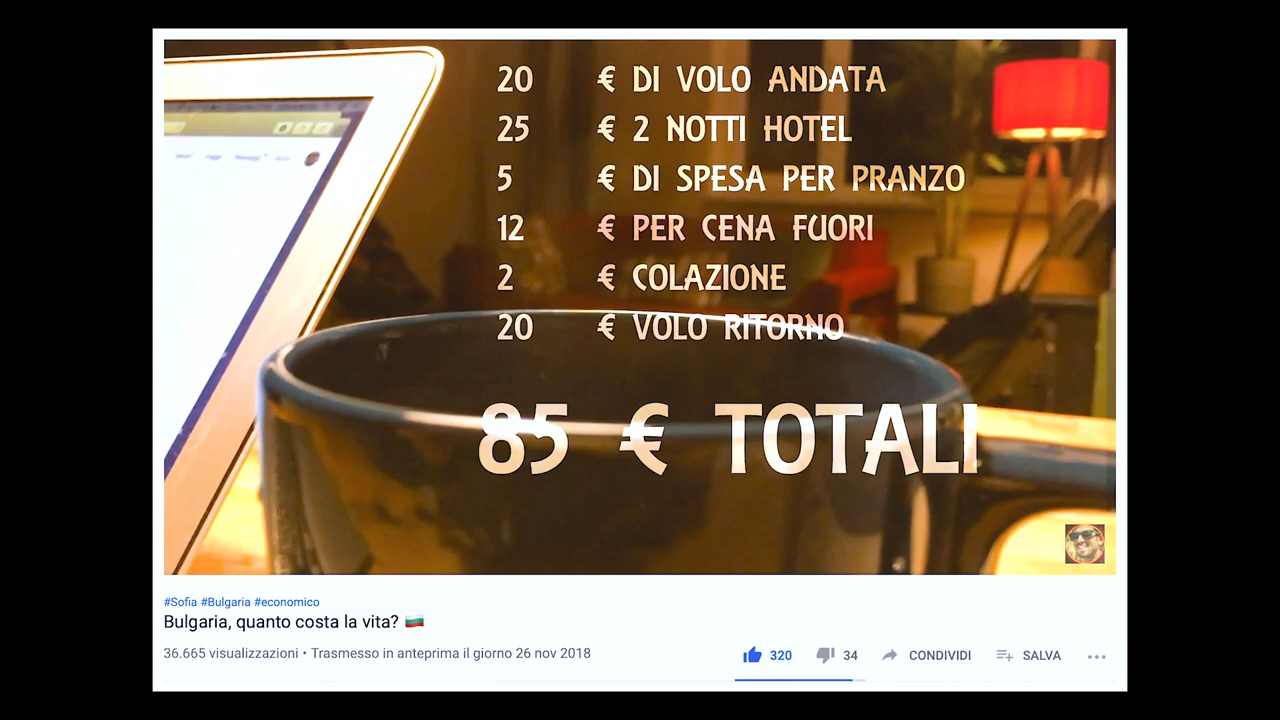 20 € DI VOLO ANDATA
25 € 2 NOTTI HOTEL
5 € DI SPESA PER PRANZO
12 € PER CENA FUORI
2 € COLAZIONE
20 € VOLO RITORNO
85 € TOTALI
#Sofia #Bulgaria #economico
Bulgaria, quanto costa la vita? 🇧🇬
36.665 visualizzazioni • Trasmesso in anteprima il giorno 26 nov 2018
320 34 CONDIVIDI SALVA